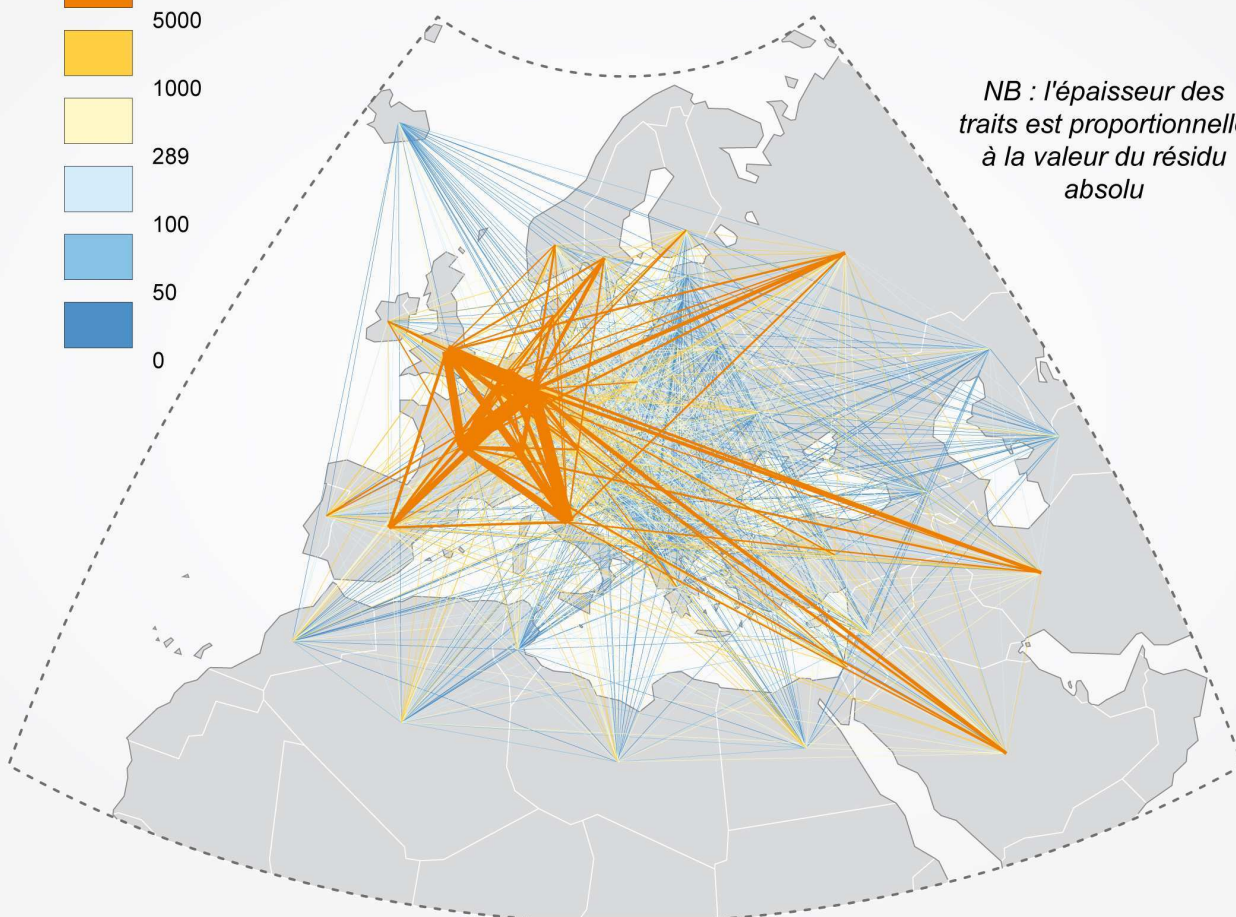 5000
1000
289
100
50
0
NB : l'épaisseur des
traits est proportionnelle
à la valeur du résidu
absolu